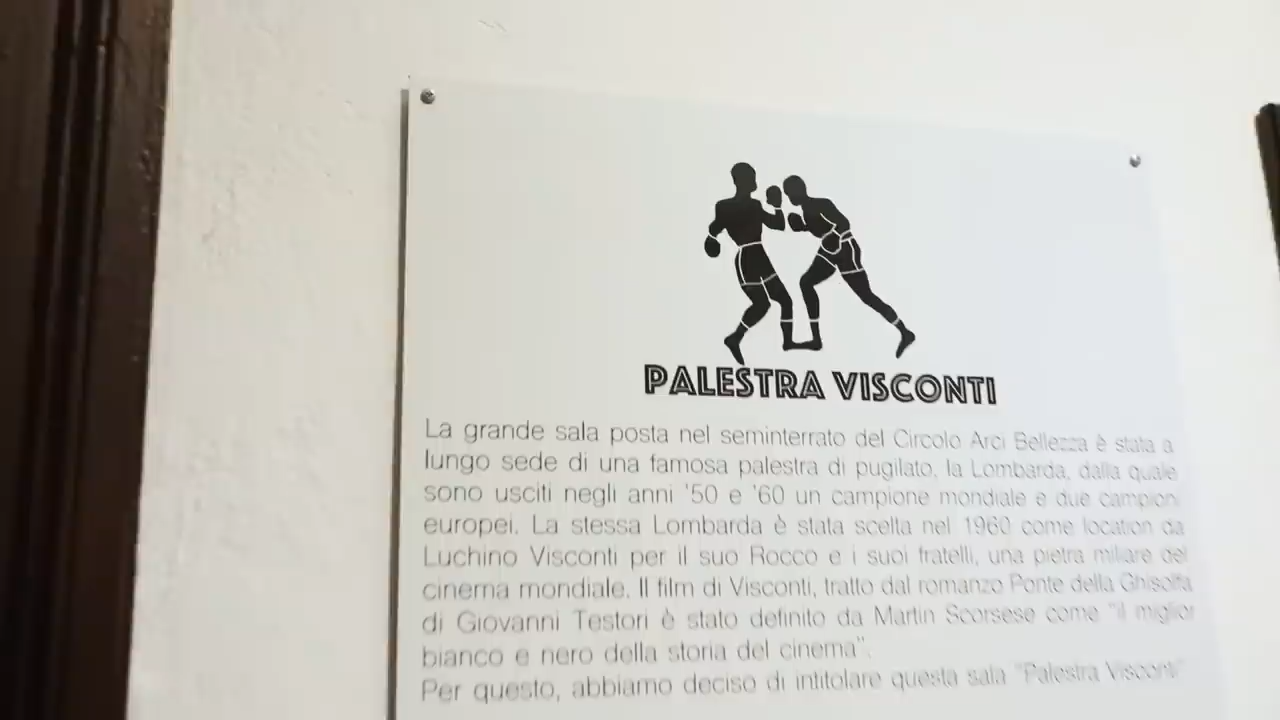 PALESTRA VISCONTI
La grande sala posta nel seminterrato del Circolo Arci Bellezza è stata a
lungo sede di una famosa palestra di pugilato, la Lombarda, dalla quale
sono usciti negli anni '50 e '60 un campione mondiale e due campioni
europei. La stessa Lombarda è stata scelta nel 1960 come location da
Luchino Visconti per il suo Rocco e i suoi fratelli, una pietra miliare del
cinema mondiale. Il film di Visconti, tratto dal romanzo Ponte della Ghisolfa
di Giovanni Testori è stato definito da Martin Scorsese come "il miglior
bianco e nero della storia del cinema".
Per questo, abbiamo deciso di intitolare questa sala "Palestra Visconti"